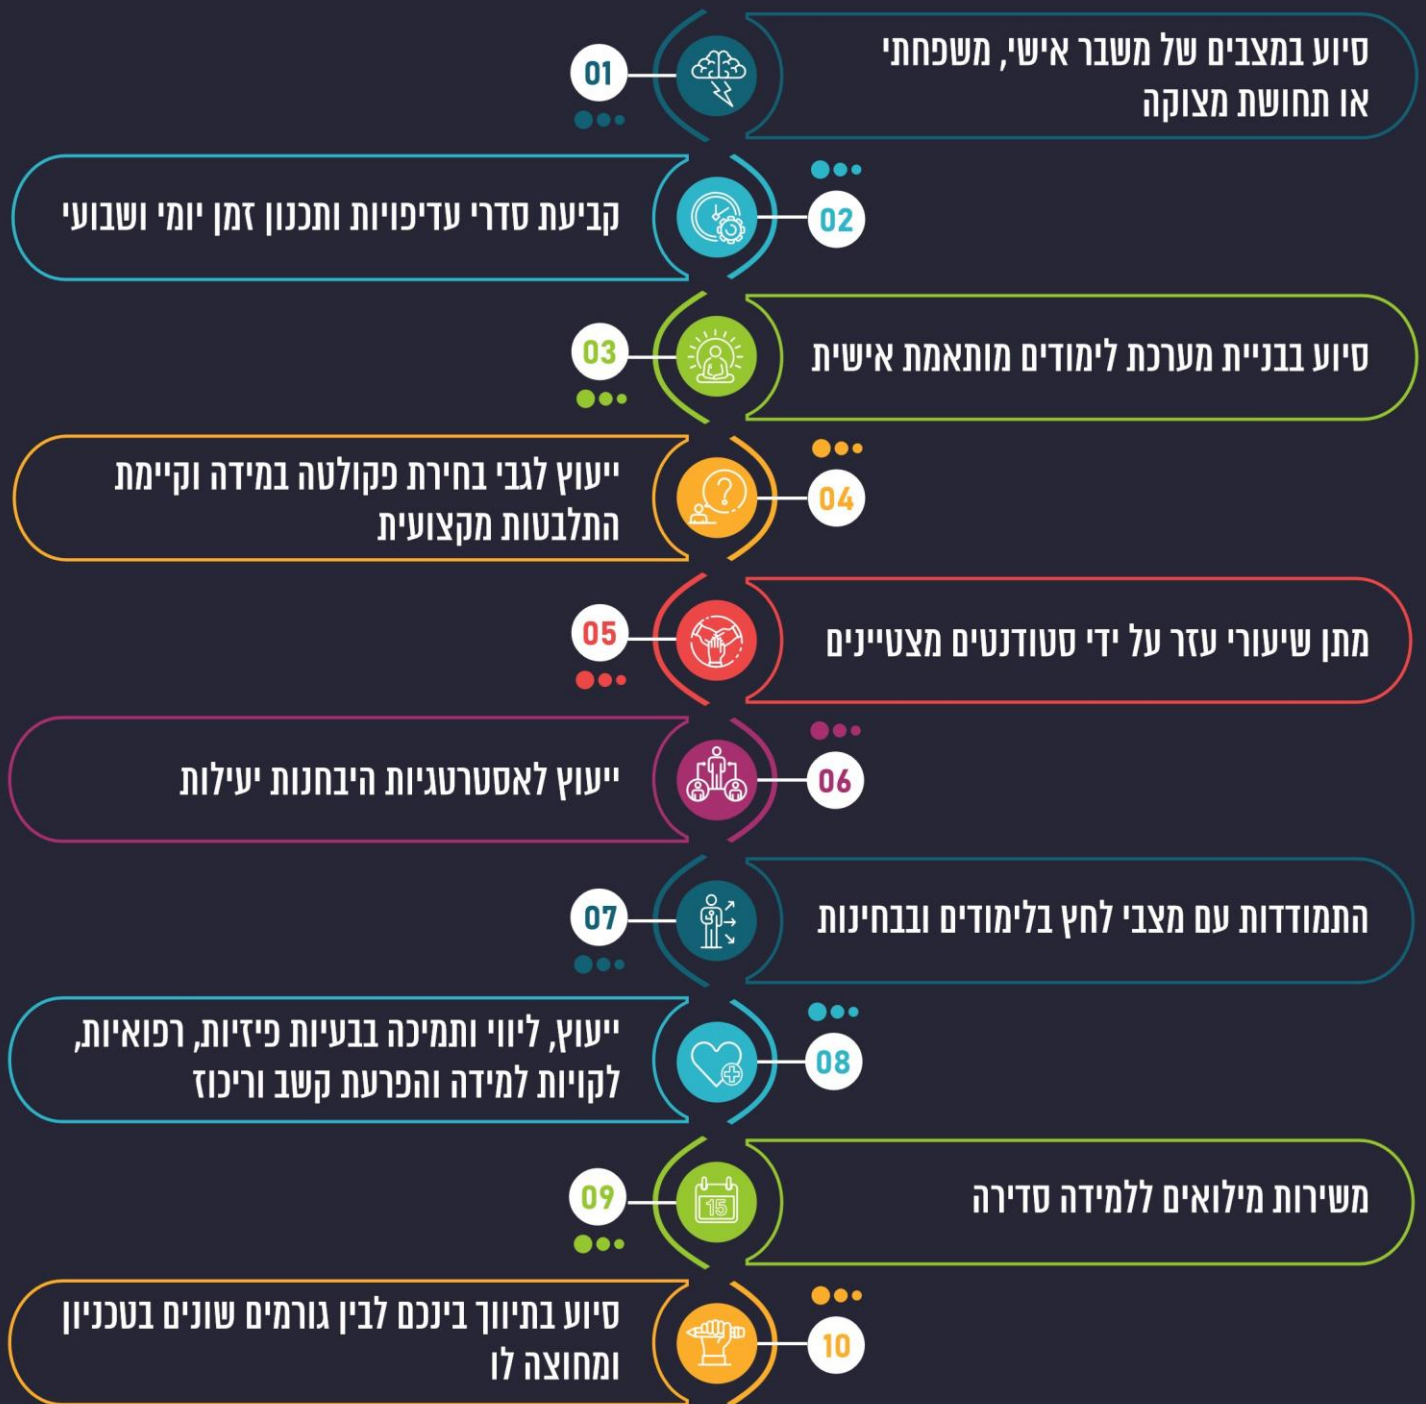 01
סיוע במצבים של משבר אישי, משפחתי
או תחושת מצוקה
02
קביעת סדרי עדיפויות ותכנון זמן יומי ושבועי
03
סיוע בבניית מערכת לימודים מותאמת אישית
04
ייעוץ לגבי בחירת פקולטה במידה וקיימת
התלבטות מקצועית
05
מתן שיעורי עזר על ידי סטודנטים מצטיינים
06
ייעוץ לאסטרטגיות היבחנות יעילות
07
התמודדות עם מצבי לחץ בלימודים ובבחינות
08
ייעוץ, ליווי ותמיכה בבעיות פיזיות, רפואיות,
לקויות למידה והפרעת קשב וריכוז
09
15
משירות מילואים ללמידה סדירה
10
סיוע בתיווך בינכם לבין גורמים שונים בטכניון
ומחוצה לו